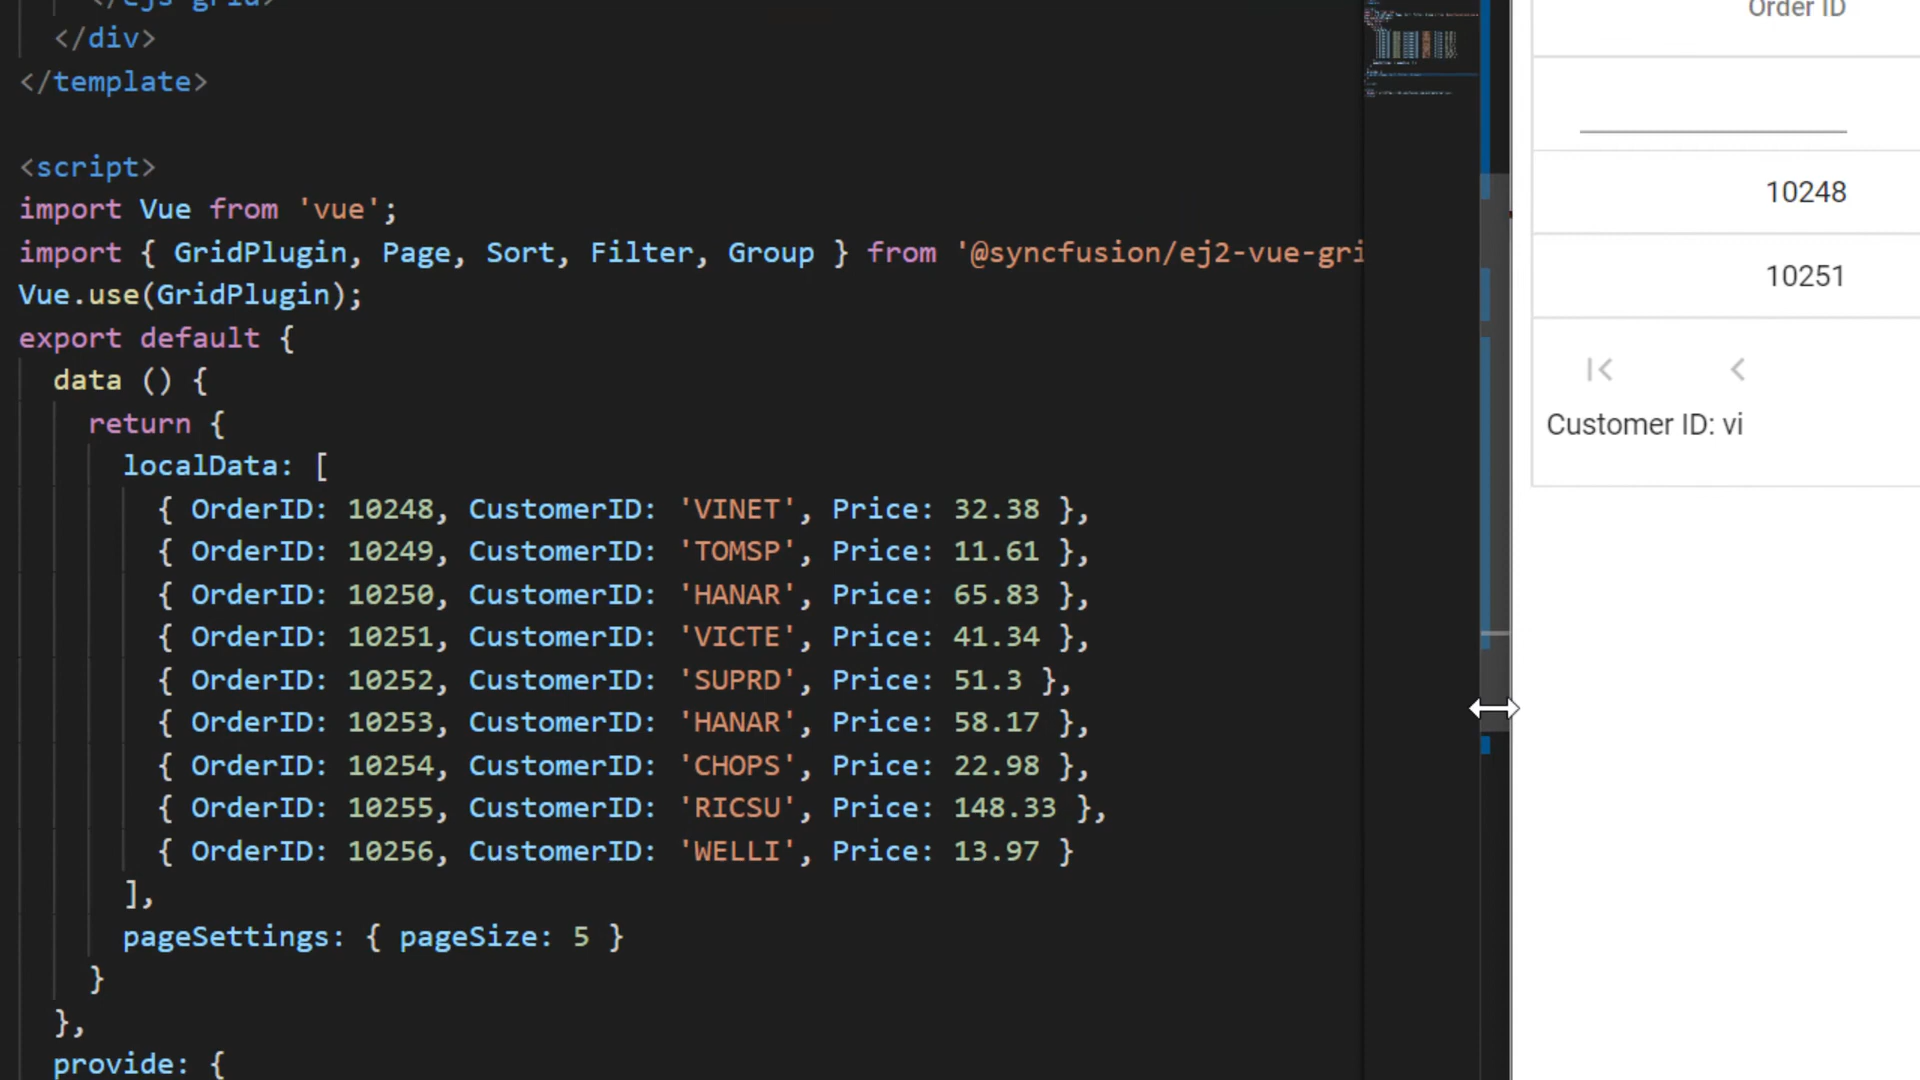 </ejs-grid>
</div>
</template>
<script>
import Vue from 'vue';
import { GridPlugin, Page, Sort, Filter, Group } from '@syncfusion/ej2-vue-gri
Vue.use(GridPlugin);
export default {
data () {
return {
localData: [
{ OrderID: 10248, CustomerID: 'VINET', Price: 32.38 },
{ OrderID: 10249, CustomerID: 'TOMSP', Price: 11.61 },
{ OrderID: 10250, CustomerID: 'HANAR', Price: 65.83 },
{ OrderID: 10251, CustomerID: 'VICTE', Price: 41.34 },
{ OrderID: 10252, CustomerID: 'SUPRD', Price: 51.3 },
{ OrderID: 10253, CustomerID: 'HANAR', Price: 58.17 },
{ OrderID: 10254, CustomerID: 'CHOPS', Price: 22.98 },
{ OrderID: 10255, CustomerID: 'RICSU', Price: 148.33 },
{ OrderID: 10256, CustomerID: 'WELLI', Price: 13.97 }
],
pageSettings: { pageSize: 5 }
}
},
provide: {
Order ID
10248
10251
Customer ID: vi